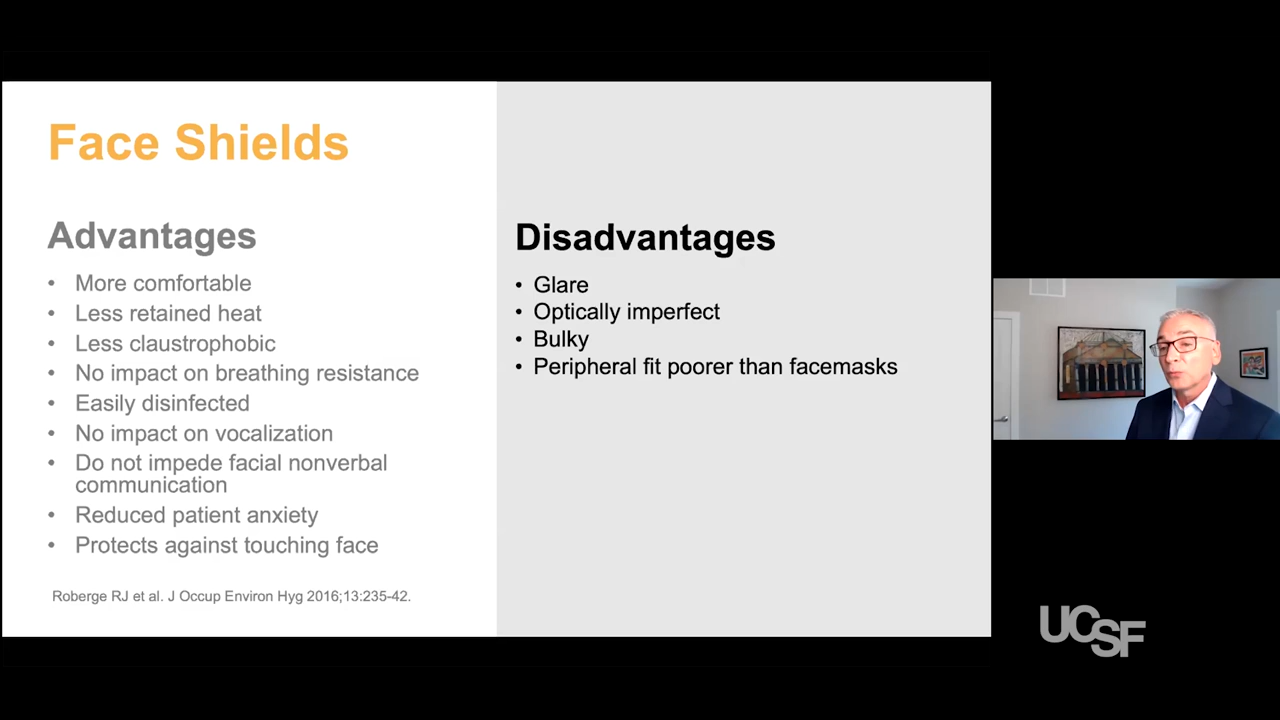 Face Shields
Advantages
• More comfortable
• Less retained heat
• Less claustrophobic
• No impact on breathing resistance
• Easily disinfected
• No impact on vocalization
• Do not impede facial nonverbal
communication
• Reduced patient anxiety
• Protects against touching face
Roberge RJ et al. J Occup Environ Hyg 2016;13:235-42.
Disadvantages
• Glare
• Optically imperfect
• Bulky
• Peripheral fit poorer than facemasks
UCSF